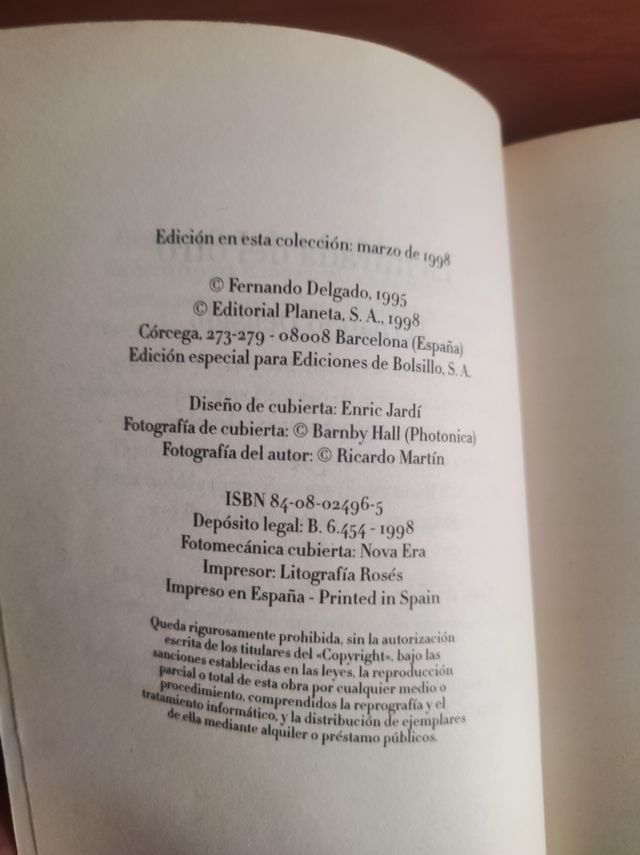 Edición en esta colección: marzo de 1998
© Fernando Delgado, 1995
© Editorial Planeta, S. A., 1998
Córcega, 273-279 - 08008 Barcelona (España)
Edición especial para Ediciones de Bolsillo, S. A.
Diseño de cubierta: Enric Jardí
Fotografía de cubierta: © Barnby Hall (Photonica)
Fotografía del autor: © Ricardo Martín
ISBN 84-08-02496-5
Depósito legal: B. 6.454 - 1998
Fotomecánica cubierta: Nova Era
Impresor: Litografía Rosés
Impreso en España - Printed in Spain
Queda rigurosamente prohibida, sin la autorización
escrita de los titulares del «Copyright», bajo las
sanciones establecidas en las leyes, la reproducción
parcial o total de esta obra por cualquier medio o
procedimiento, comprendidos la reprografía y el
tratamiento informático, y la distribución de ejemplares
de ella mediante alquiler o préstamo públicos.